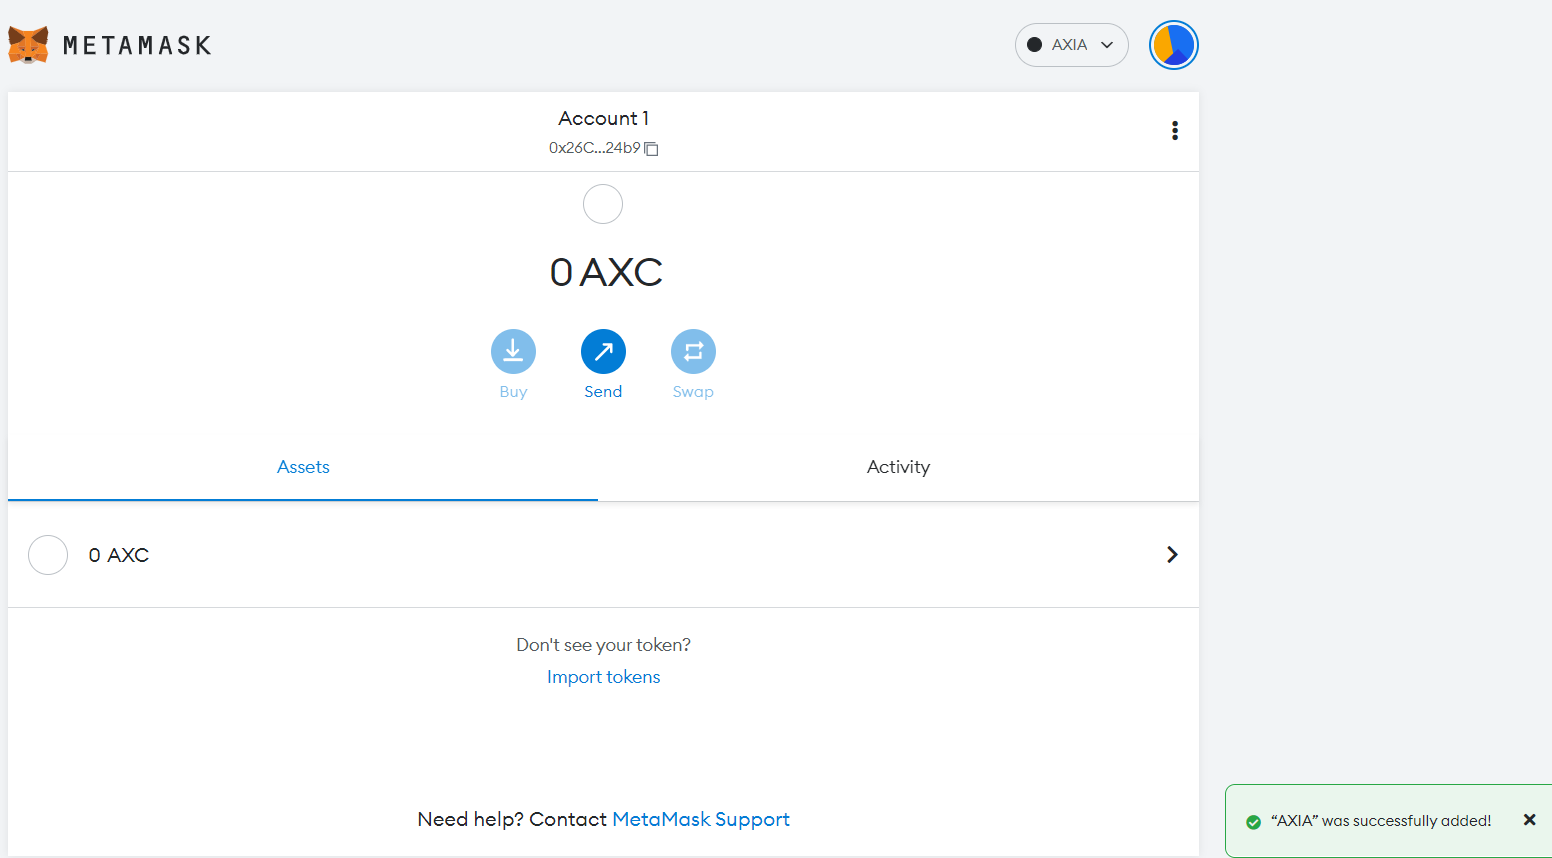 METAMASK
AXIA
Account 1
0x26C...24b9
0 AXC
Buy
Send
Swap
Assets
Activity
0 AXC
Don't see your token?
Import tokens
Need help? Contact MetaMask Support
“AXIA” was successfully added!